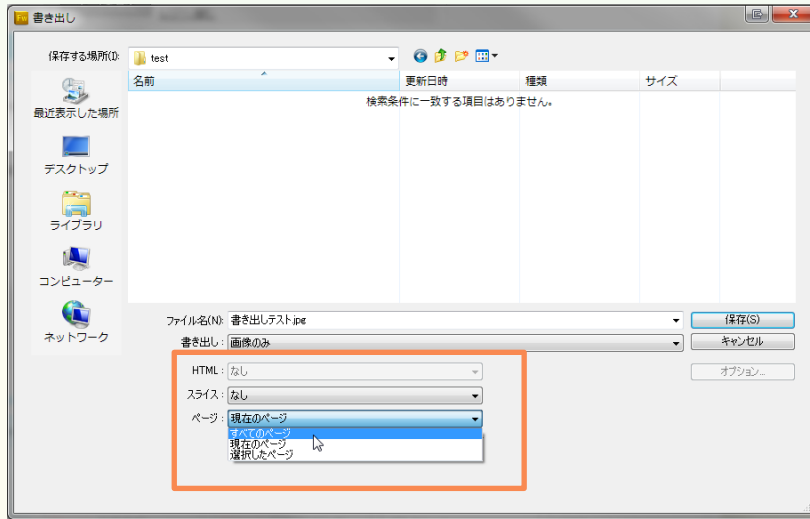 Fw 書き出し
保存する場所(I): test
名前 更新日時 種類 サイズ
検索条件に一致する項目はありません。
最近表示した場所
デスクトップ
ライブラリ
コンピューター
ネットワーク
ファイル名(N): 書き出しテスト.jpg 保存(S)
書き出し : 画像のみ キャンセル
HTML : なし オプション...
スライス : なし
ページ : 現在のページ
すべてのページ
現在のページ
選択したページ